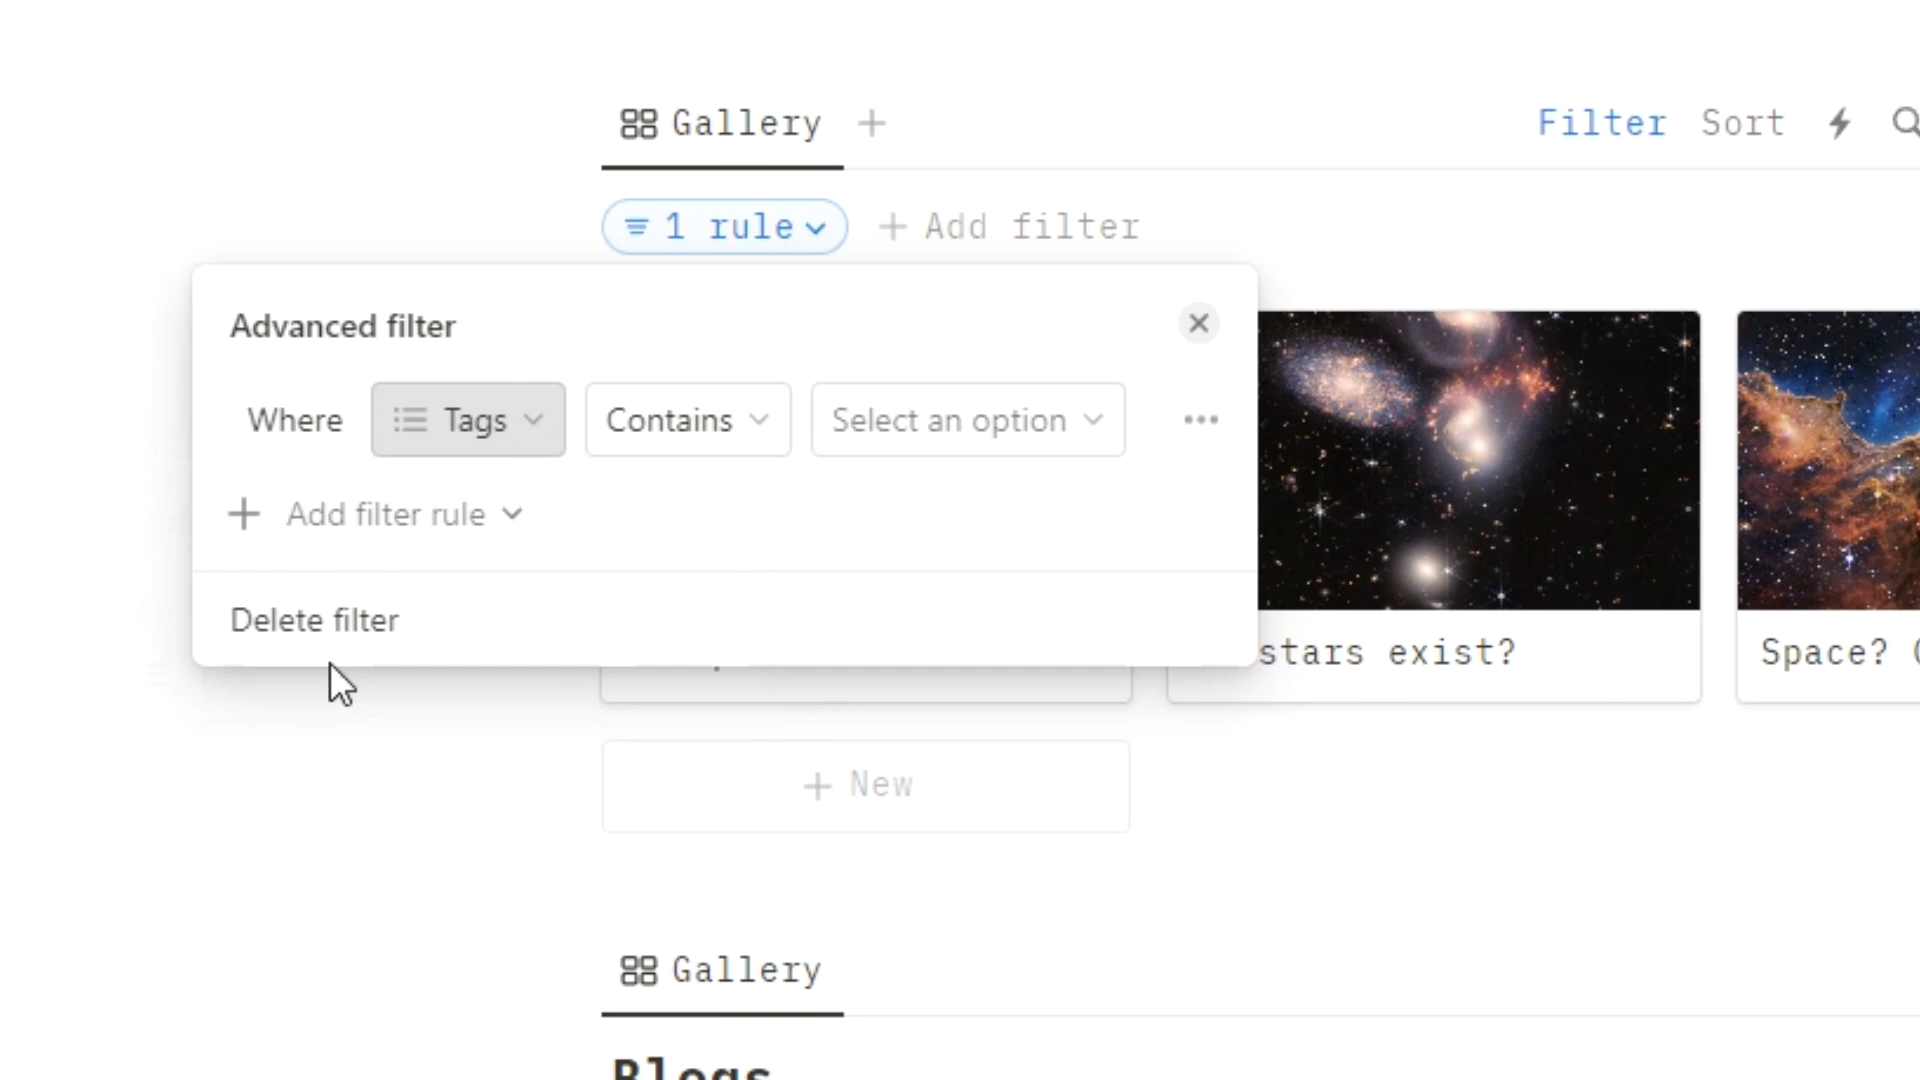 Gallery
Filter Sort
1 rule Add filter
Advanced filter
Where Tags Contains Select an option
Add filter rule
Delete filter
stars exist?
Space?
New
Gallery
Blogs